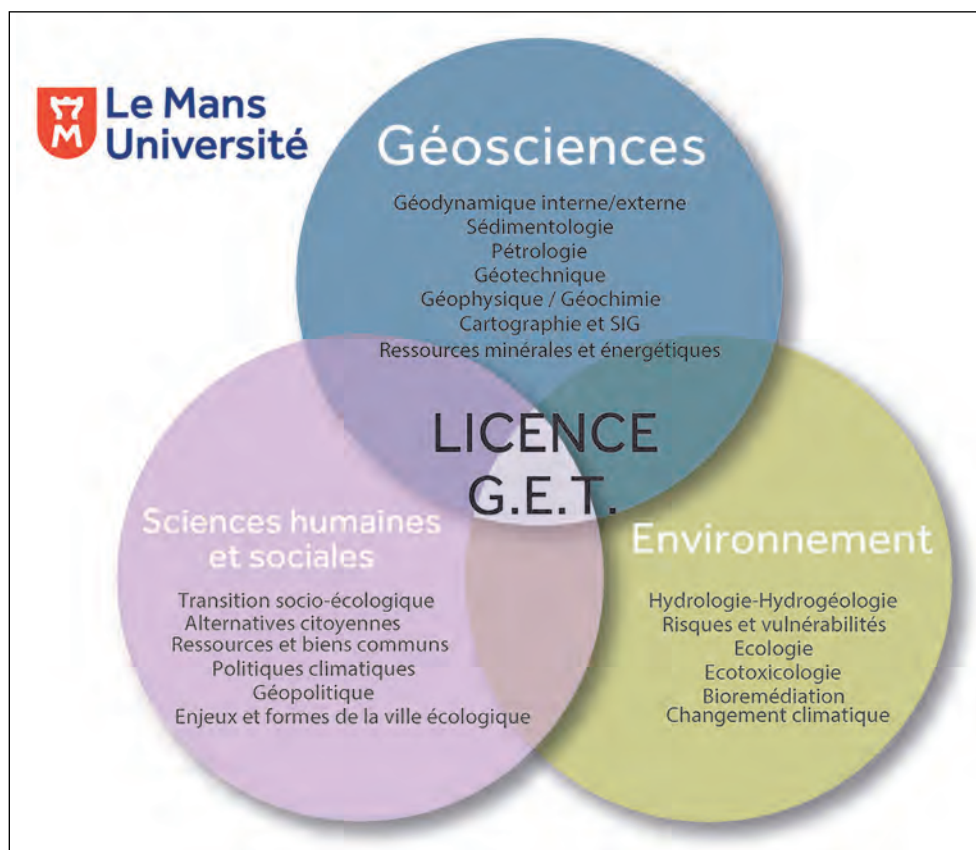 Le Mans
Université
Géosciences
Géodynamique interne/externe
Sédimentologie
Pétrologie
Géotechnique
Géophysique / Géochimie
Cartographie et SIG
Ressources minérales et énergétiques
LICENCE
G.E.T.
Sciences humaines
et sociales
Transition socio-écologique
Alternatives citoyennes
Ressources et biens communs
Politiques climatiques
Géopolitique
Enjeux et formes de la ville écologique
Environnement
Hydrologie-Hydrogéologie
Risques et vulnérabilités
Ecologie
Ecotoxicologie
Bioremédiation
Changement climatique